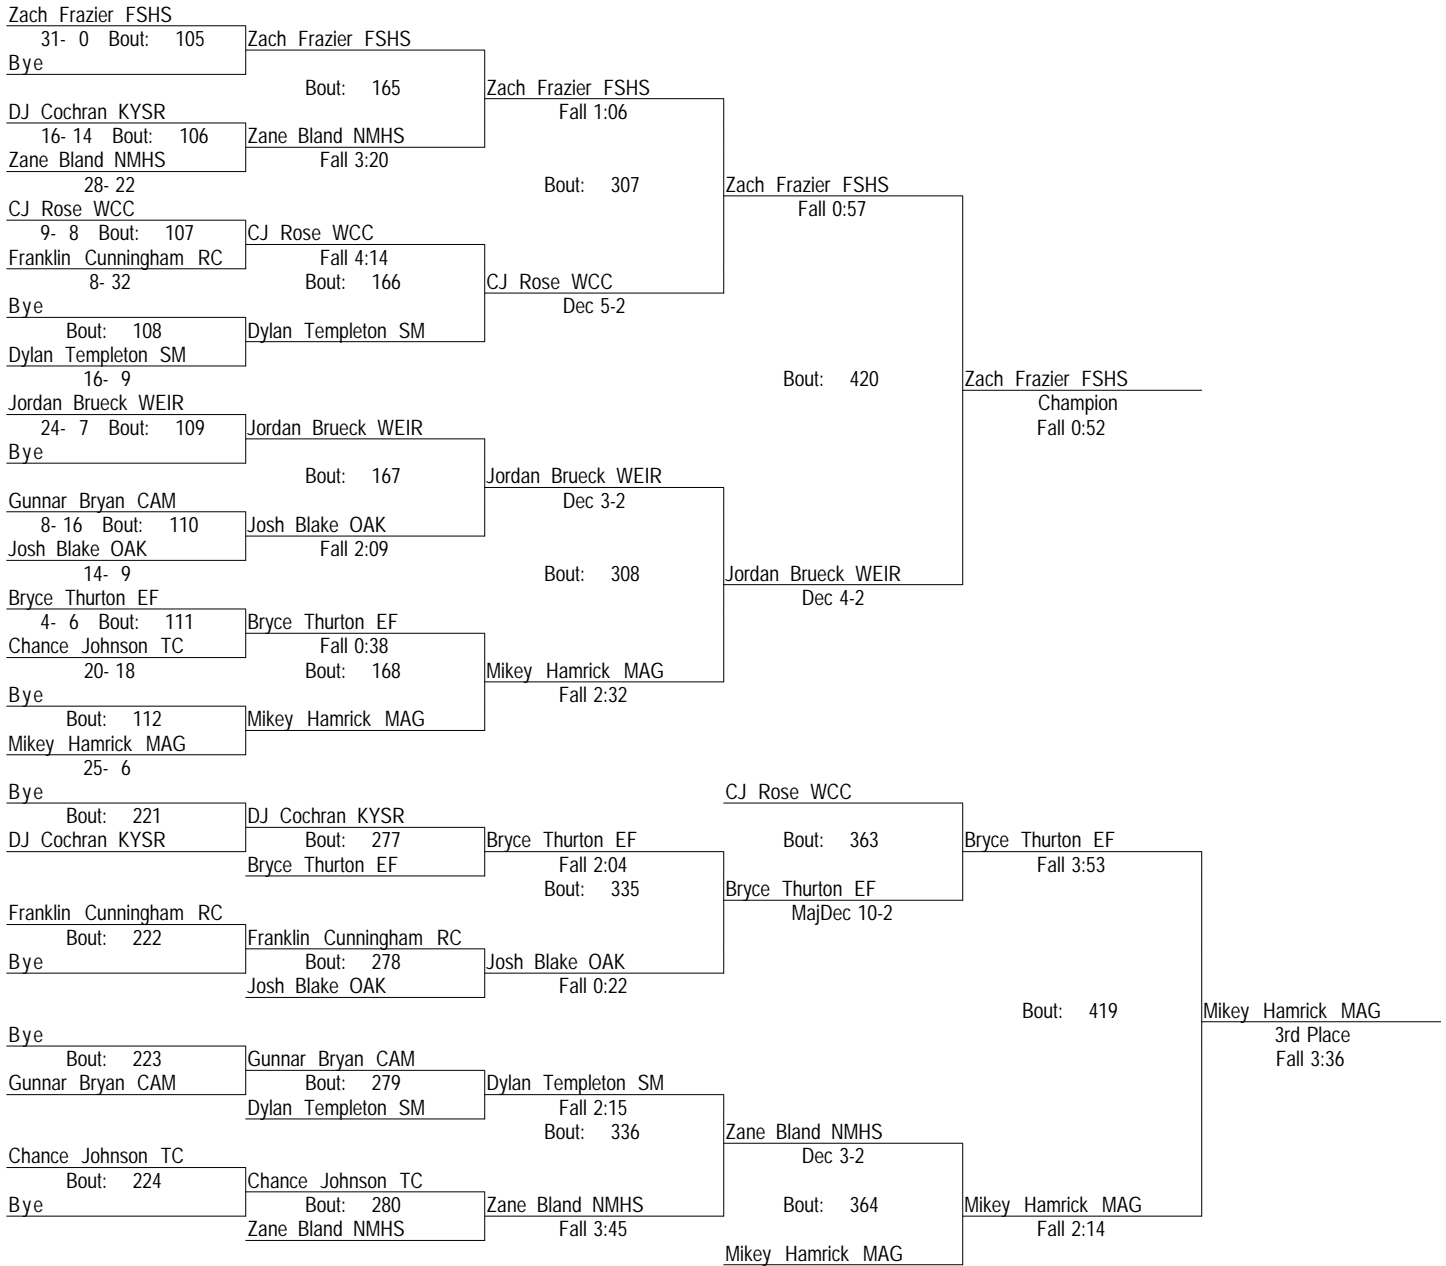 Zach Frazier FSHS
31- 0 Bout: 105 Zach Frazier FSHS
Bye
Bout: 165 Zach Frazier FSHS
DJ Cochran KYSR Fall 1:06
16- 14 Bout: 106 Zane Bland NMHS
Zane Bland NMHS Fall 3:20
28- 22 Bout: 307 Zach Frazier FSHS
CJ Rose WCC Fall 0:57
9- 8 Bout: 107 CJ Rose WCC
Franklin Cunningham RC Fall 4:14
8- 32 Bout: 166 CJ Rose WCC
Bye Dec 5-2
Bout: 108 Dylan Templeton SM
Dylan Templeton SM
16- 9 Bout: 420 Zach Frazier FSHS
Jordan Brueck WEIR Champion
24- 7 Bout: 109 Jordan Brueck WEIR Fall 0:52
Bye
Bout: 167 Jordan Brueck WEIR
Gunnar Bryan CAM Dec 3-2
8- 16 Bout: 110 Josh Blake OAK
Josh Blake OAK Fall 2:09
14- 9 Bout: 308 Jordan Brueck WEIR
Bryce Thurton EF Dec 4-2
4- 6 Bout: 111 Bryce Thurton EF
Chance Johnson TC Fall 0:38
20- 18 Bout: 168 Mikey Hamrick MAG
Bye Fall 2:32
Bout: 112 Mikey Hamrick MAG
Mikey Hamrick MAG
25- 6
Bye CJ Rose WCC
Bout: 221 DJ Cochran KYSR
DJ Cochran KYSR Bout: 277 Bryce Thurton EF Bout: 363 Bryce Thurton EF
Bryce Thurton EF Fall 2:04 Fall 3:53
Bout: 335 Bryce Thurton EF
Franklin Cunningham RC MajDec 10-2
Bout: 222 Franklin Cunningham RC
Bye Bout: 278 Josh Blake OAK
Josh Blake OAK Fall 0:22
Bout: 419 Mikey Hamrick MAG
Bye 3rd Place
Bout: 223 Gunnar Bryan CAM Fall 3:36
Gunnar Bryan CAM Bout: 279 Dylan Templeton SM
Dylan Templeton SM Fall 2:15
Bout: 336 Zane Bland NMHS
Chance Johnson TC Dec 3-2
Bout: 224 Chance Johnson TC
Bye Bout: 280 Zane Bland NMHS Bout: 364 Mikey Hamrick MAG
Zane Bland NMHS Fall 3:45 Fall 2:14
Mikey Hamrick MAG